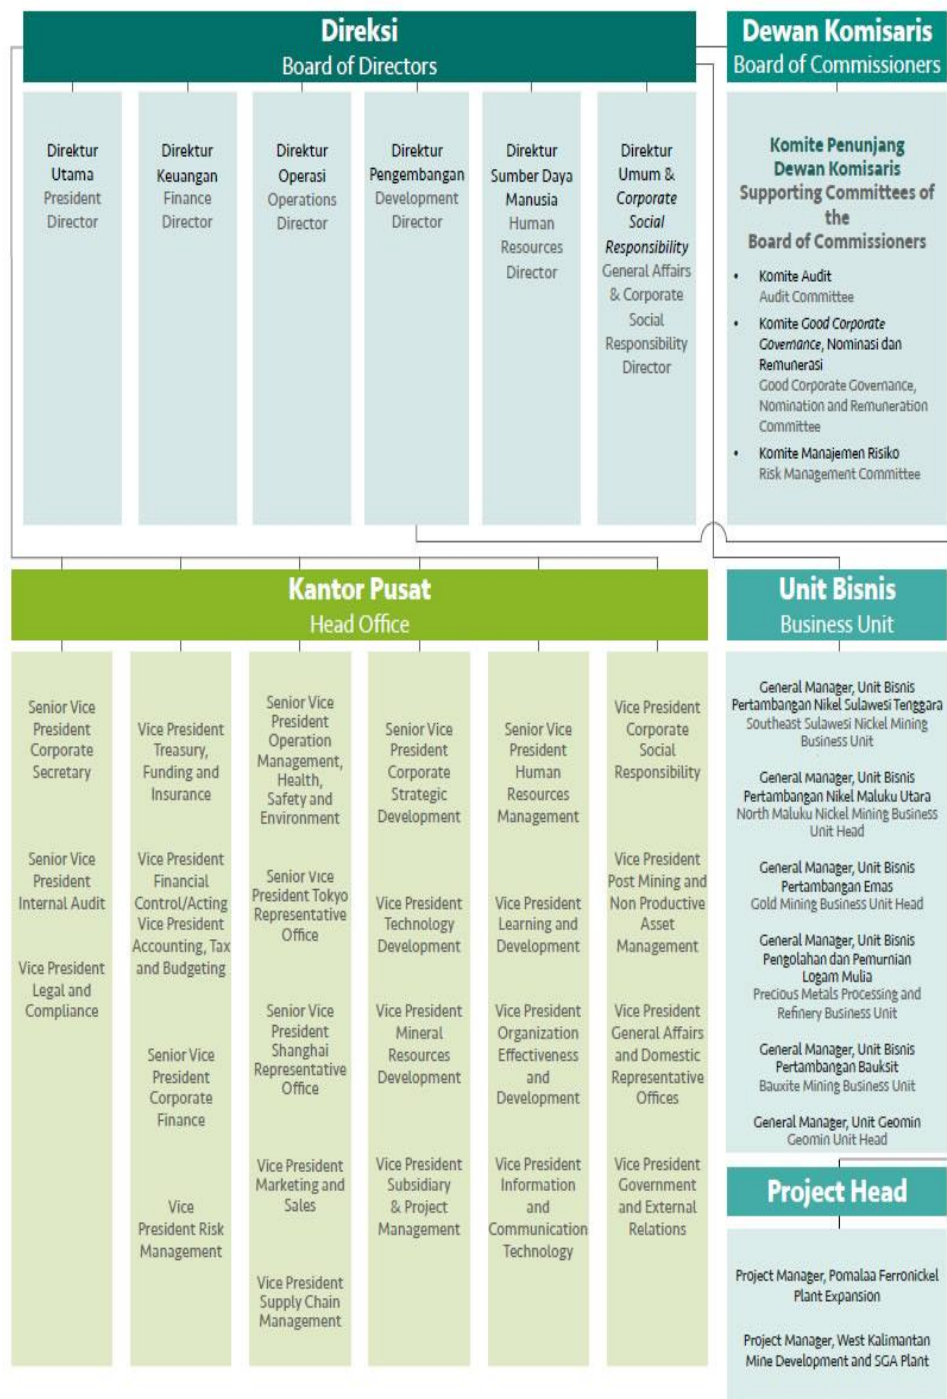 Direksi
Board of Directors
Dewan Komisaris
Board of Commissioners
Direktur
Utama
President
Director
Direktur
Keuangan
Finance
Director
Direktur
Operasi
Operations
Director
Direktur
Pengembangan
Development
Director
Direktur
Sumber Daya
Manusia
Human
Resources
Director
Direktur
Umum &
Corporate
Social
Responsibility
General Affairs
& Corporate
Social
Responsibility
Director
Komite Penunjang
Dewan Komisaris
Supporting Committees of
the
Board of Commissioners
• Komite Audit
Audit Committee
• Komite Good Corporate
Governance, Nominasi dan
Remunerasi
Good Corporate Governance,
Nomination and Remuneration
Committee
• Komite Manajemen Risiko
Risk Management Committee
Kantor Pusat
Head Office
Senior Vice
President
Corporate
Secretary
Senior Vice
President
Internal Audit
Vice President
Legal and
Compliance
Vice President
Treasury,
Funding and
Insurance
Vice President
Financial
Control/Acting
Vice President
Accounting, Tax
and Budgeting
Senior Vice
President
Corporate
Finance
Vice
President Risk
Management
Senior Vice
President
Operation
Management,
Health,
Safety and
Environment
Senior Vice
President Tokyo
Representative
Office
Senior Vice
President
Shanghai
Representative
Office
Vice President
Marketing and
Sales
Vice President
Supply Chain
Management
Senior Vice
President
Corporate
Strategic
Development
Vice President
Technology
Development
Vice President
Mineral
Resources
Development
Vice President
Subsidiary
& Project
Management
Senior Vice
President
Human
Resources
Management
Vice President
Learning and
Development
Vice President
Organization
Effectiveness
and
Development
Vice President
Information
and
Communication
Technology
Vice President
Corporate
Social
Responsibility
Vice President
Post Mining and
Non Productive
Asset
Management
Vice President
General Affairs
and Domestic
Representative
Offices
Vice President
Government
and External
Relations
Unit Bisnis
Business Unit
General Manager, Unit Bisnis
Pertambangan Nikel Sulawesi Tenggara
Southeast Sulawesi Nickel Mining
Business Unit
General Manager, Unit Bisnis
Pertambangan Nikel Maluku Utara
North Maluku Nickel Mining Business
Unit Head
General Manager, Unit Bisnis
Pertambangan Emas
Gold Mining Business Unit Head
General Manager, Unit Bisnis
Pengolahan dan Pemurnian
Logam Mulia
Precious Metals Processing and
Refinery Business Unit
General Manager, Unit Bisnis
Pertambangan Bauksit
Bauxite Mining Business Unit
General Manager, Unit Geomin
Geomin Unit Head
Project Head
Project Manager, Pomalaa Ferronickel
Plant Expansion
Project Manager, West Kalimantan
Mine Development and SGA Plant